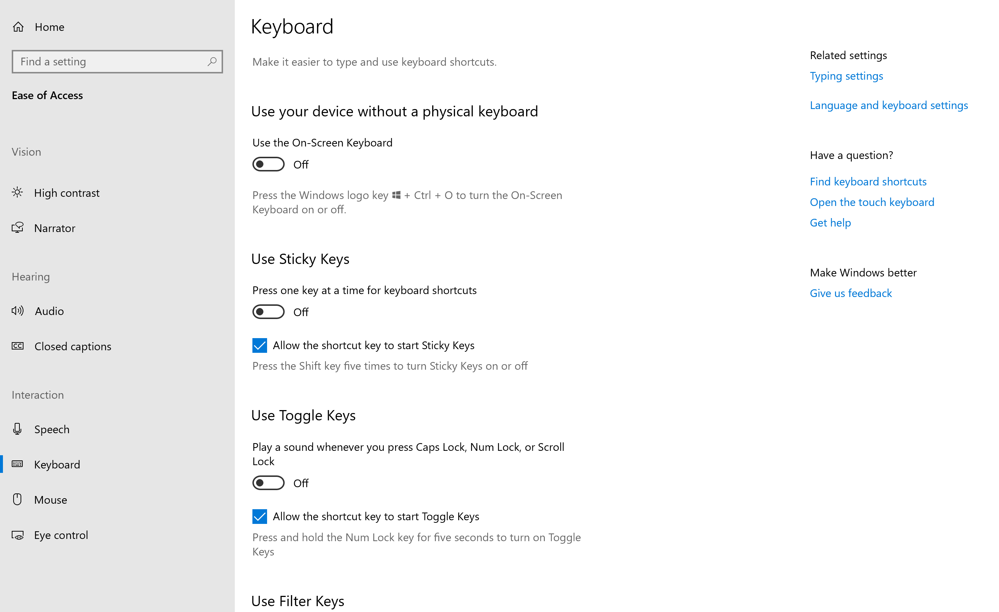 Home
Find a setting
Ease of Access
Vision
High contrast
Narrator
Hearing
Audio
Closed captions
Interaction
Speech
Keyboard
Mouse
Eye control
Keyboard
Make it easier to type and use keyboard shortcuts.
Use your device without a physical keyboard
Use the On-Screen Keyboard
Off
Press the Windows logo key + Ctrl + O to turn the On-Screen
Keyboard on or off.
Use Sticky Keys
Press one key at a time for keyboard shortcuts
Off
Allow the shortcut key to start Sticky Keys
Press the Shift key five times to turn Sticky Keys on or off
Use Toggle Keys
Play a sound whenever you press Caps Lock, Num Lock, or Scroll
Lock
Off
Allow the shortcut key to start Toggle Keys
Press and hold the Num Lock key for five seconds to turn on Toggle
Keys
Use Filter Keys
Related settings
Typing settings
Language and keyboard settings
Have a question?
Find keyboard shortcuts
Open the touch keyboard
Get help
Make Windows better
Give us feedback